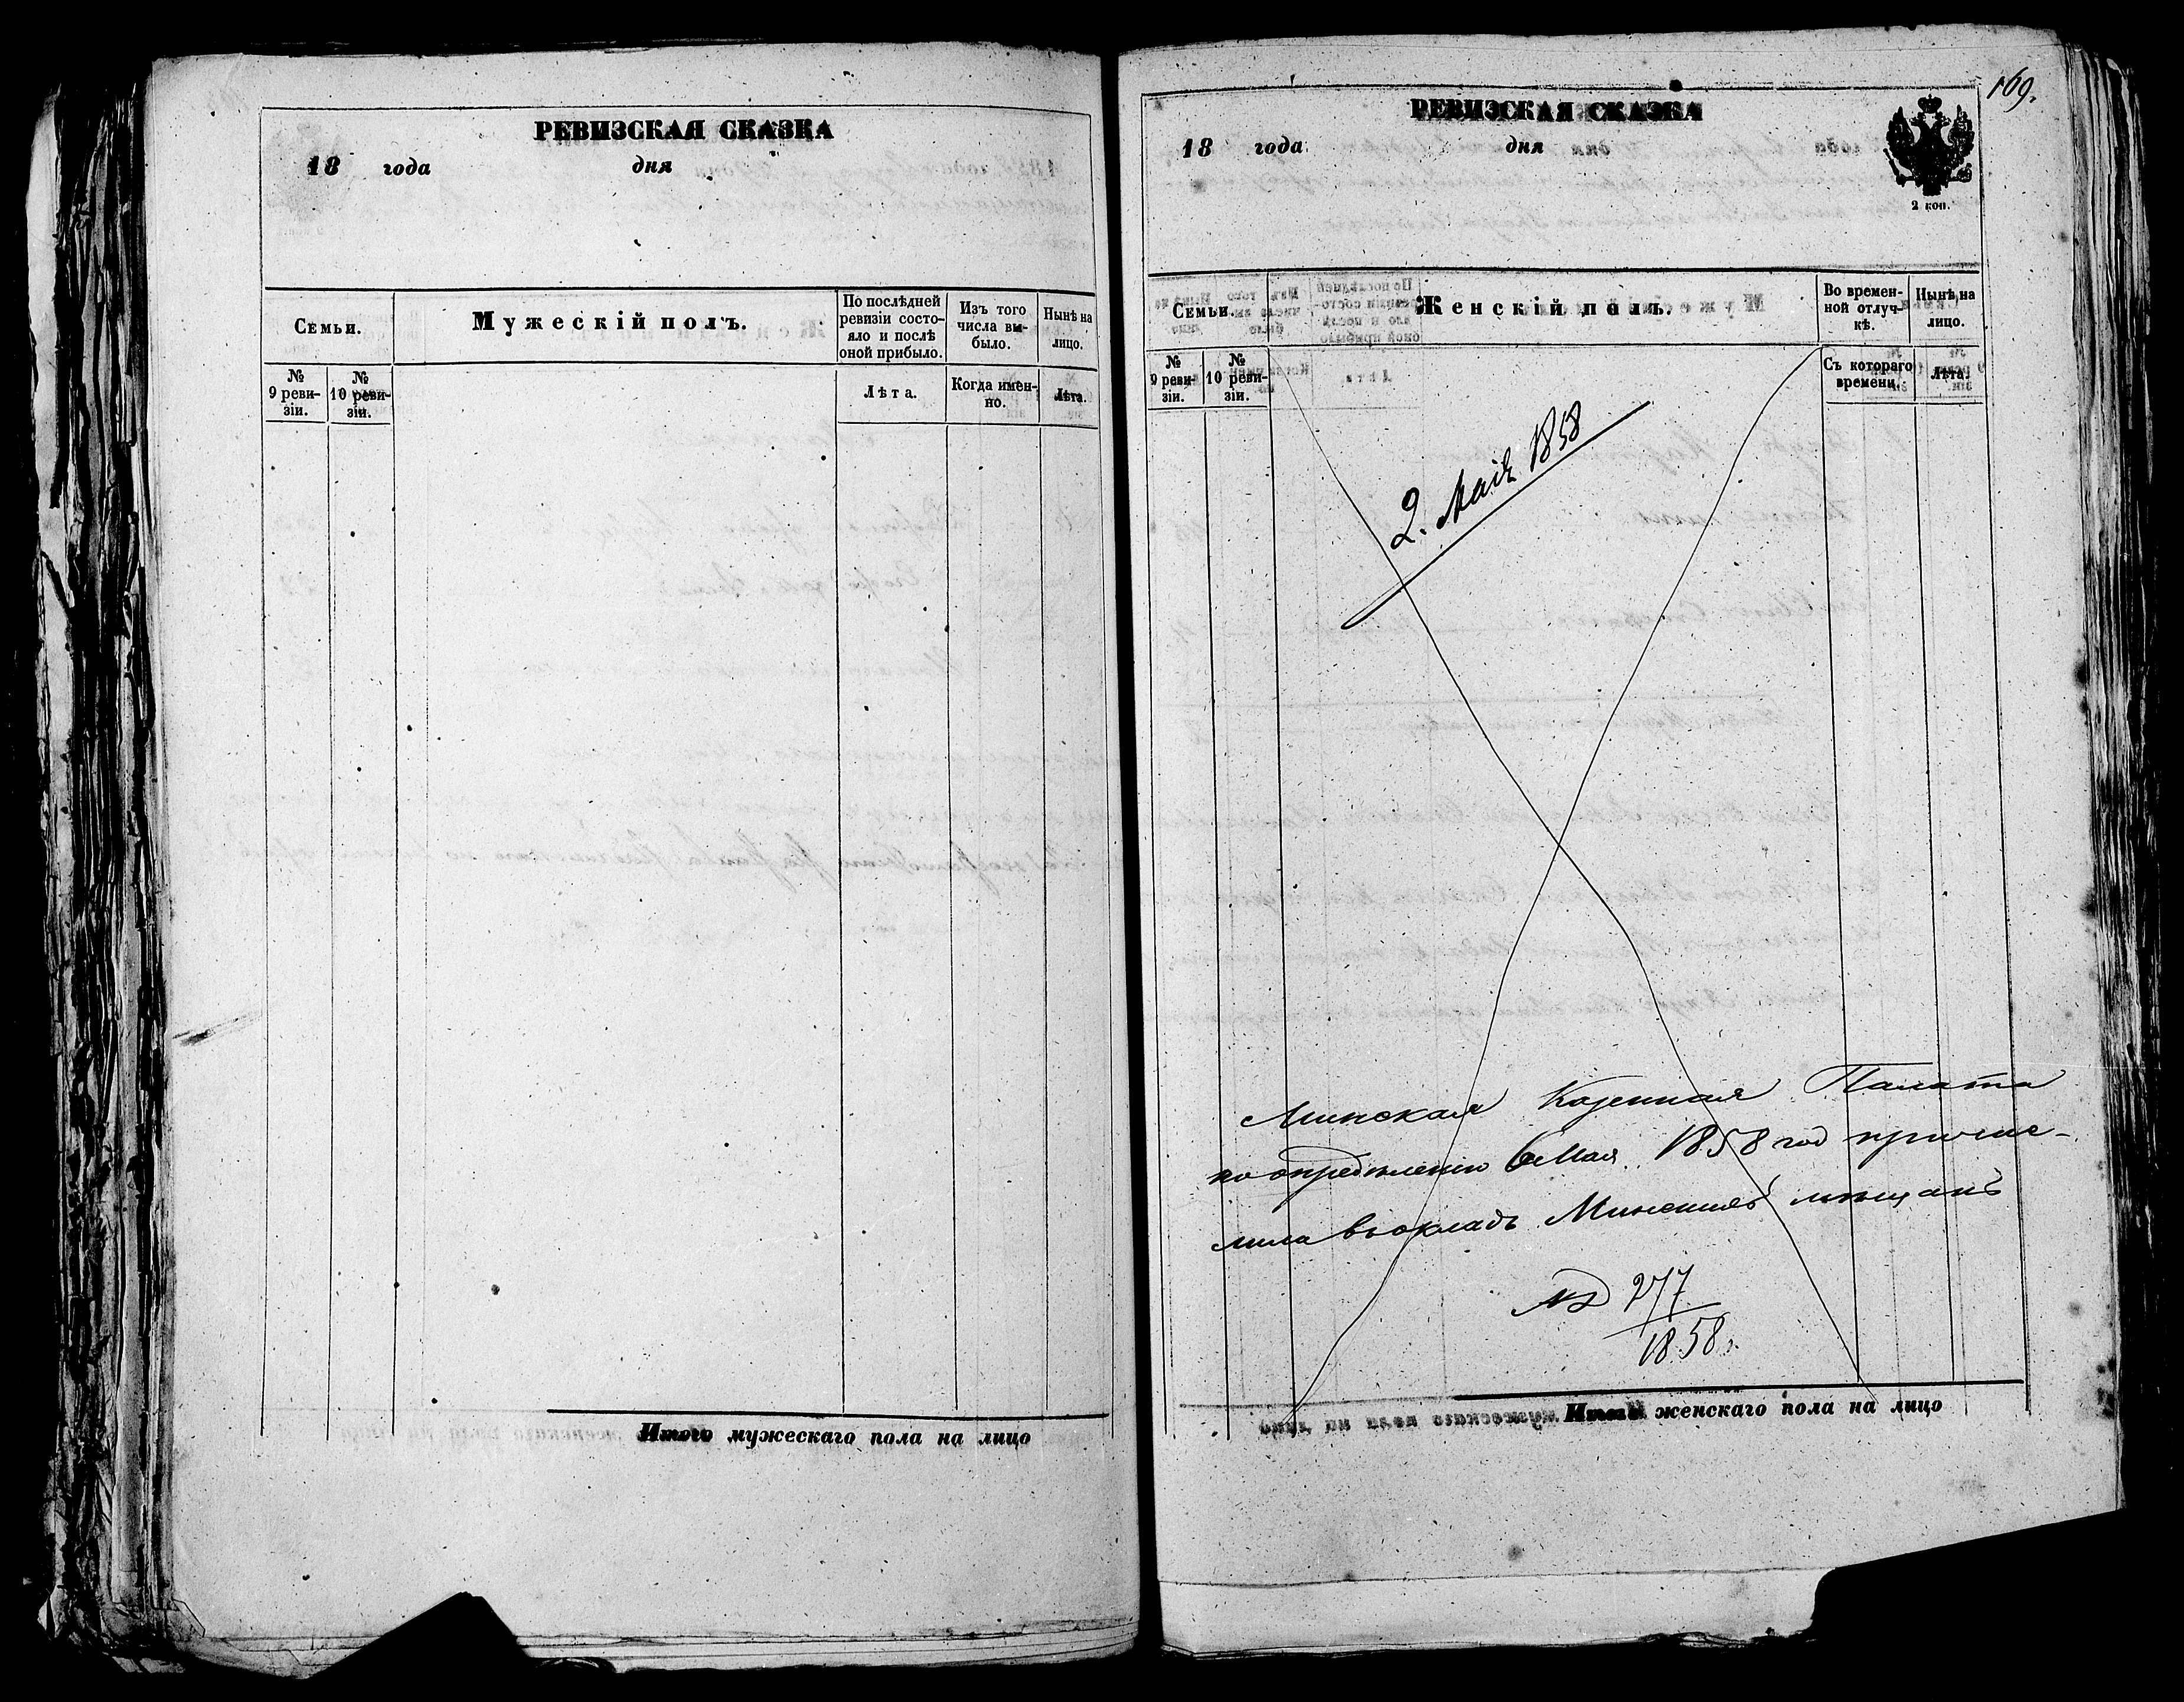 РЕВИЗСКАЯ СКАЗКА
18 года дня
Семьи.
Мужескій полъ.
По послѣдней
ревизіи состо-
яло и послѣ
оной прибыло.
Изъ того
числа вы-
было.
Нынѣ на
лицо.
№
9 реви-
зіи.
№
10 реви-
зіи.
Лѣта.
Когда имен-
но.
Лѣта.
Итого мужескаго пола на лицо
169.
РЕВИЗСКАЯ СКАЗКА
18 года дня
2 коп.
Семьи.
Женскій полъ.
Во времен-
ной отлуч-
кѣ.
Нынѣ на
лицо.
№
9 реви-
зіи.
№
10 реви-
зіи.
Съ котораго
времени.
Лѣта.
2. Маія 1858
Минская Казенная Палата
по опредѣленію 6 Мая 1858 год причис-
лила въ окладъ Минскихъ мѣщанъ
№ 277
1858.
Итого женскаго пола на лицо